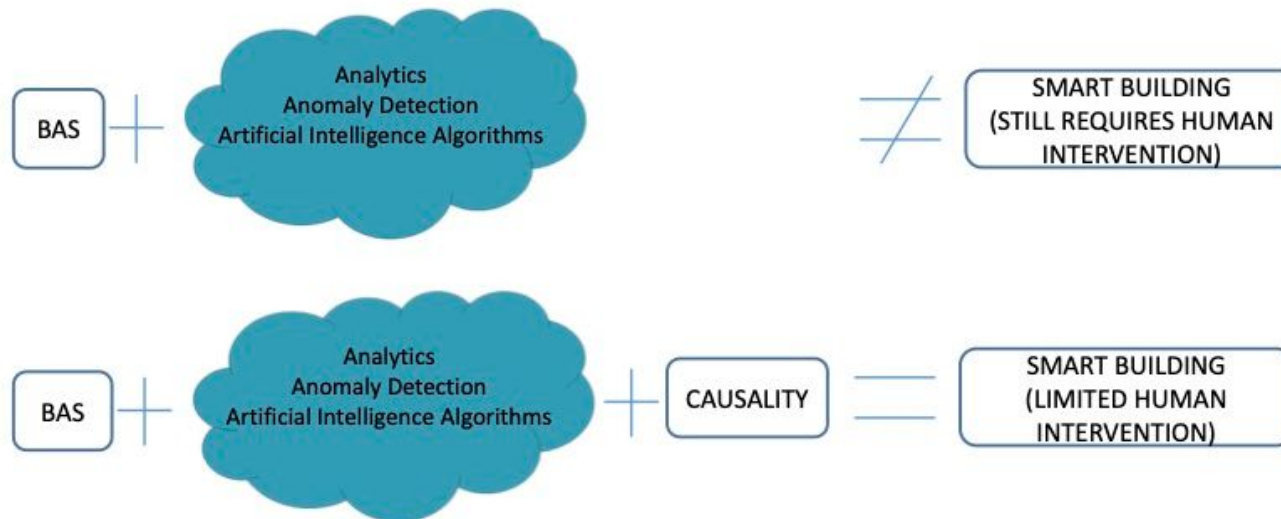 BAS
Analytics
Anomaly Detection
Artificial Intelligence Algorithms
SMART BUILDING
(STILL REQUIRES HUMAN
INTERVENTION)
BAS
Analytics
Anomaly Detection
Artificial Intelligence Algorithms
CAUSALITY
SMART BUILDING
(LIMITED HUMAN
INTERVENTION)